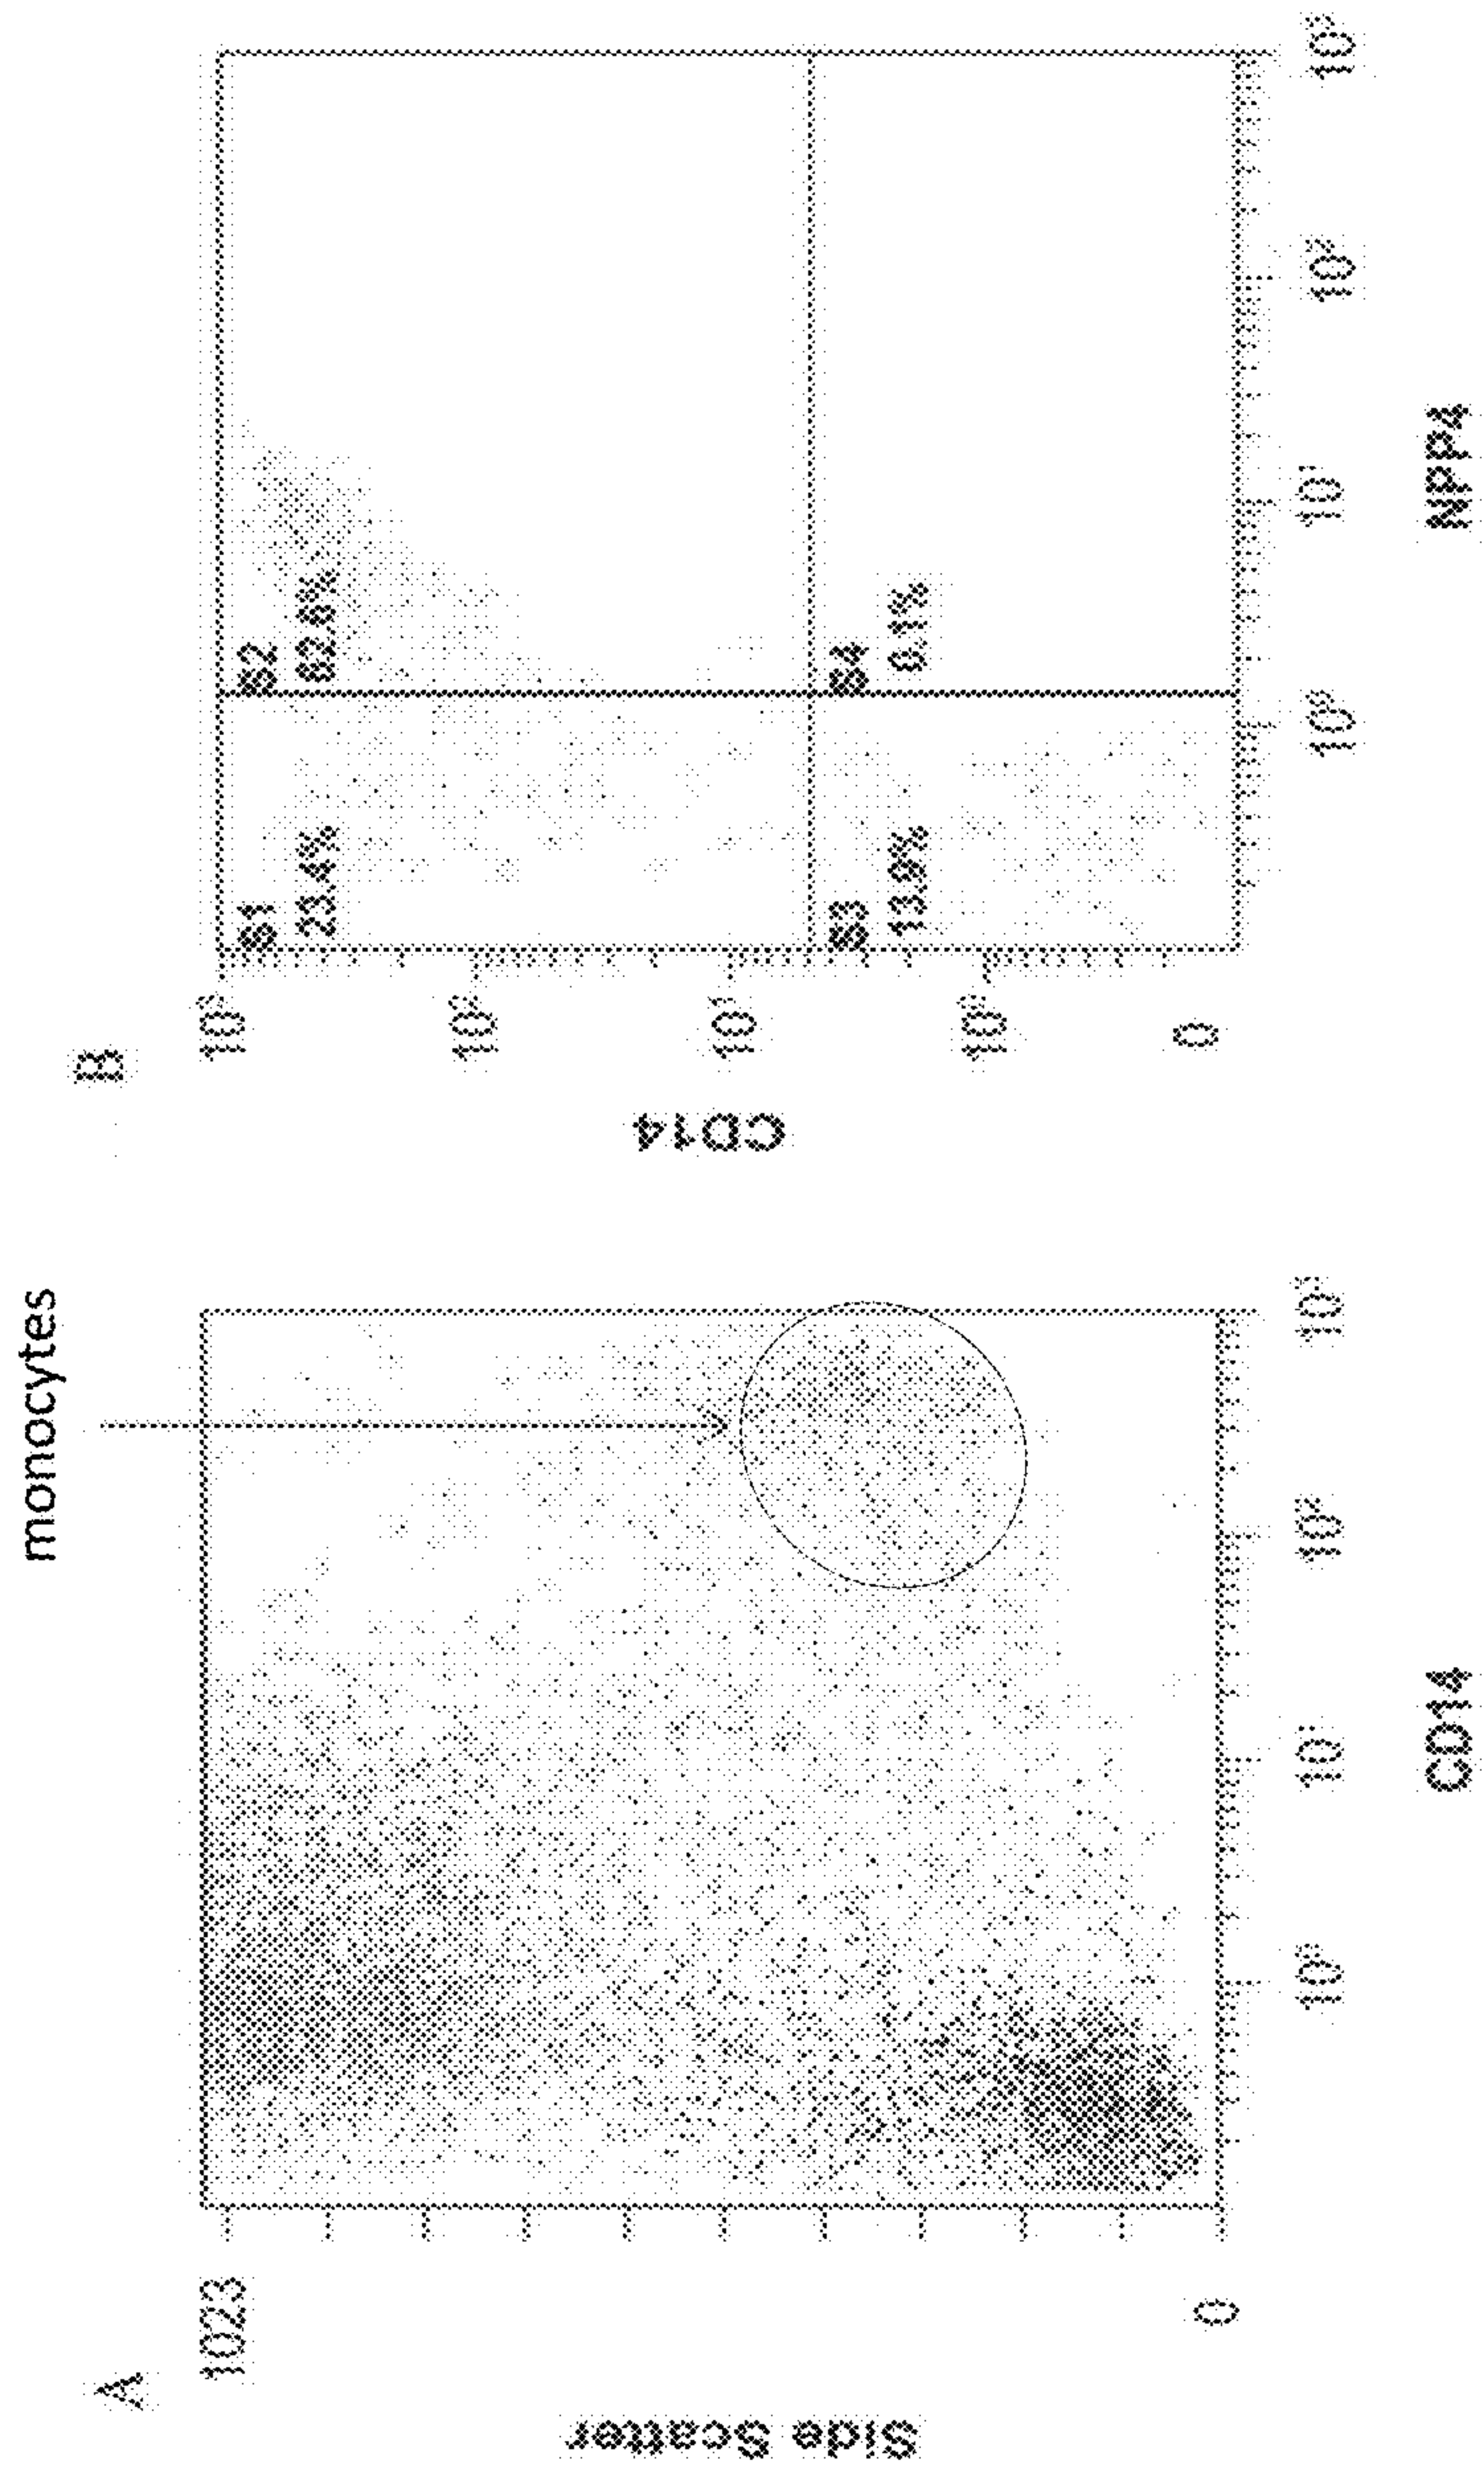 monocytes
A
1023
Side Scatter
0
10⁰ 10¹ 10² 10³
CD14
B
10³
S1 S2
23.4% 62.6%
10²
CD14
10¹
S3 S4
13.9% 0.1%
10⁰
0
10⁰ 10¹ 10² 10³
NPP4